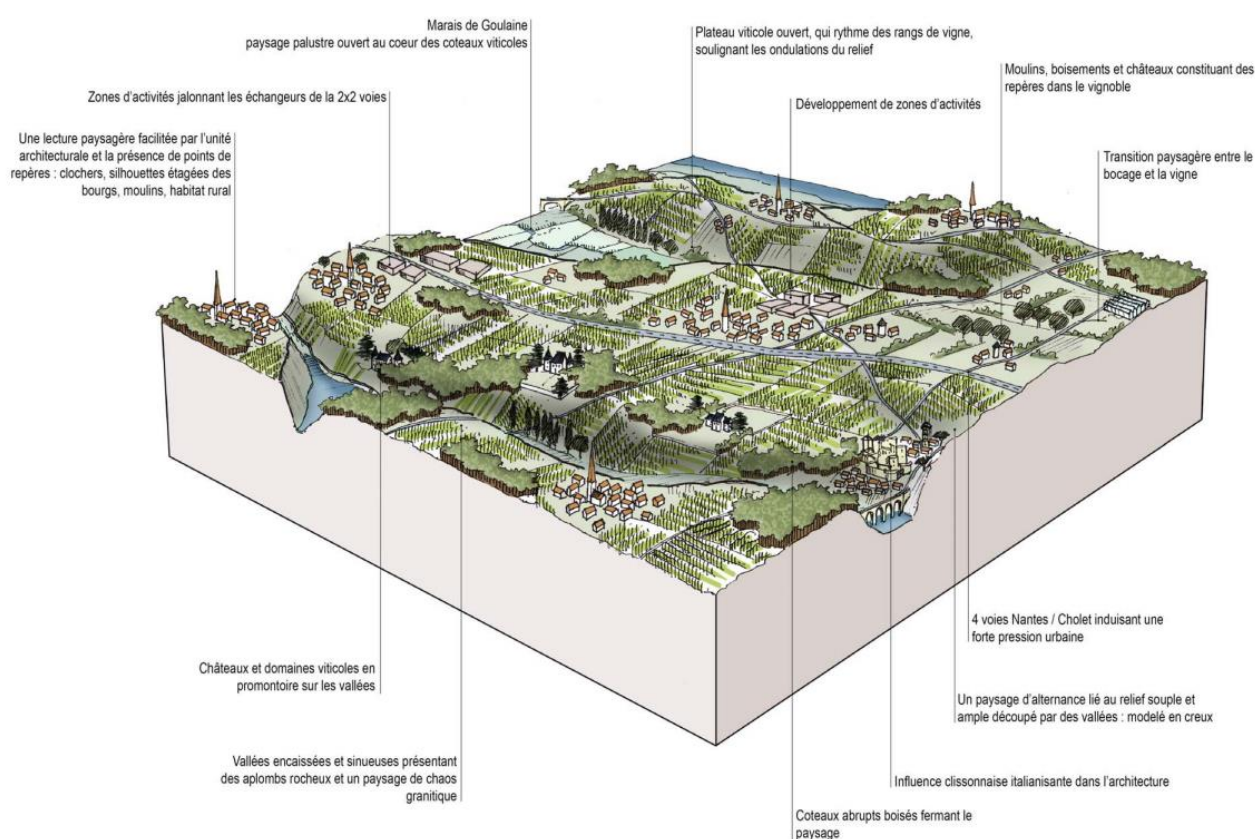 Marais de Goulaine
paysage palustre ouvert au coeur des coteaux viticoles
Plateau viticole ouvert, qui rythme des rangs de vigne,
soulignant les ondulations du relief
Moulins, boisements et châteaux constituant des
repères dans le vignoble
Zones d'activités jalonnant les échangeurs de la 2x2 voies
Développement de zones d'activités
Une lecture paysagère facilitée par l'unité
architecturale et la présence de points de
repères : clochers, silhouettes étagées des
bourgs, moulins, habitat rural
Transition paysagère entre le
bocage et la vigne
4 voies Nantes / Cholet induisant une
forte pression urbaine
Châteaux et domaines viticoles en
promontoire sur les vallées
Un paysage d'alternance lié au relief souple et
ample découpé par des vallées : modelé en creux
Vallées encaissées et sinueuses présentant
des aplombs rocheux et un paysage de chaos
granitique
Influence clissonnaise italianisante dans l'architecture
Coteaux abrupts boisés fermant le
paysage